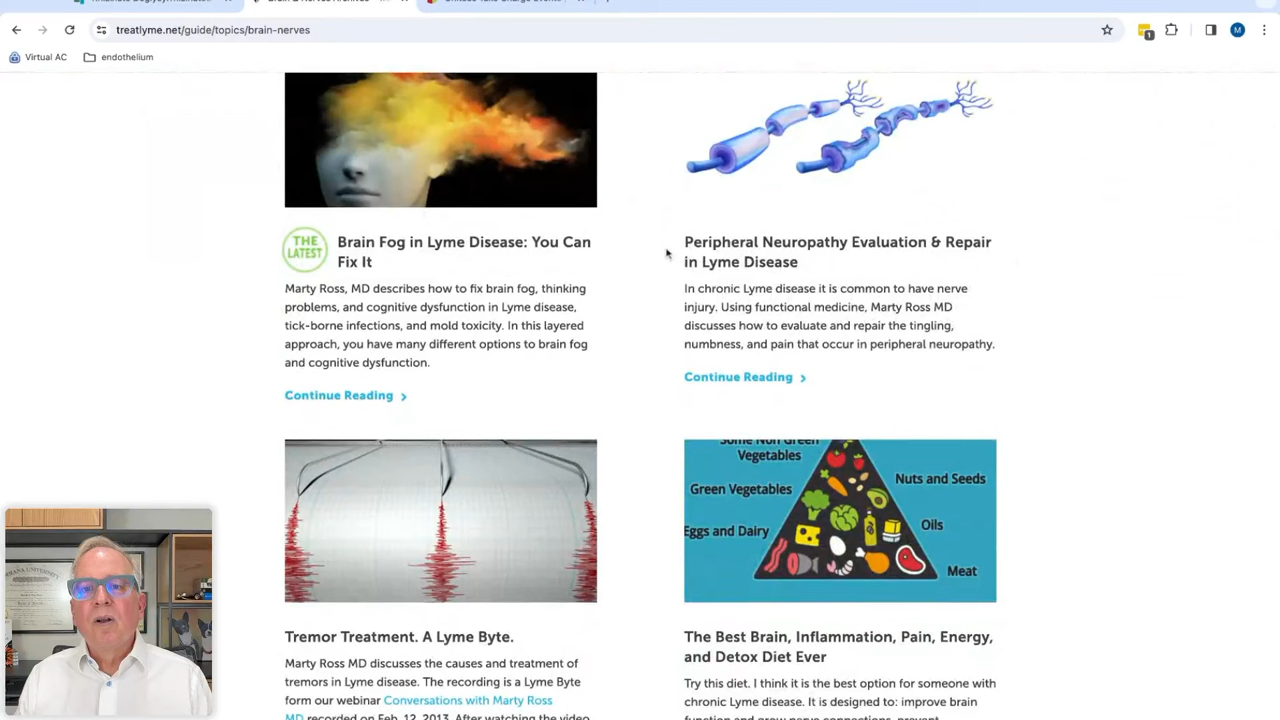 Brain & Nerves Archives
treatlyme.net/guide/topics/brain-nerves
1
M
Virtual AC
endothelium
THE LATEST
Brain Fog in Lyme Disease: You Can
Fix It
Marty Ross, MD describes how to fix brain fog, thinking
problems, and cognitive dysfunction in Lyme disease,
tick-borne infections, and mold toxicity. In this layered
approach, you have many different options to brain fog
and cognitive dysfunction.
Continue Reading
Peripheral Neuropathy Evaluation & Repair
in Lyme Disease
In chronic Lyme disease it is common to have nerve
injury. Using functional medicine, Marty Ross MD
discusses how to evaluate and repair the tingling,
numbness, and pain that occur in peripheral neuropathy.
Continue Reading
Tremor Treatment. A Lyme Byte.
Marty Ross MD discusses the causes and treatment of
tremors in Lyme disease. The recording is a Lyme Byte
form our webinar Conversations with Marty Ross
MD recorded on Feb. 12, 2013. After watching the video
Some Non Green
Vegetables
Green Vegetables
Eggs and Dairy
Nuts and Seeds
Oils
Meat
The Best Brain, Inflammation, Pain, Energy,
and Detox Diet Ever
Try this diet. I think it is the best option for someone with
chronic Lyme disease. It is designed to: improve brain
function and grow nerve connections, prevent